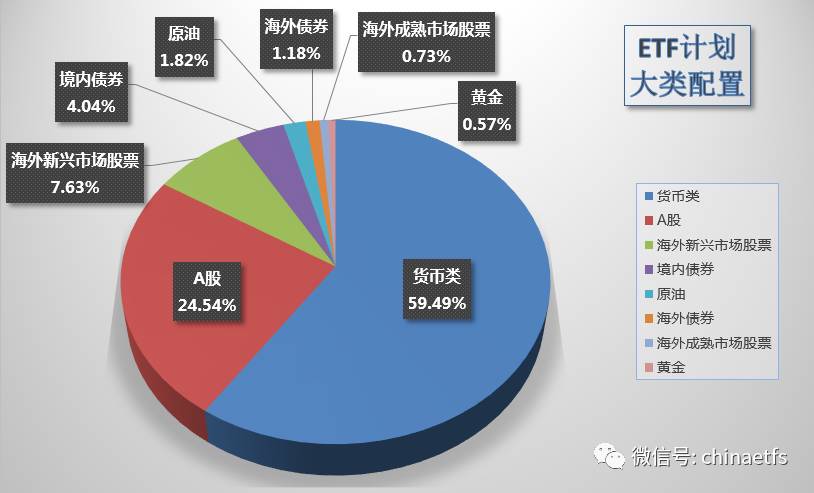 ETF计划
大类配置
原油
1.82%
海外债券
1.18%
海外成熟市场股票
0.73%
境内债券
4.04%
黄金
0.57%
海外新兴市场股票
7.63%
A股
24.54%
货币类
59.49%
货币类
A股
海外新兴市场股票
境内债券
原油
海外债券
海外成熟市场股票
黄金
微信号: chinaetfs